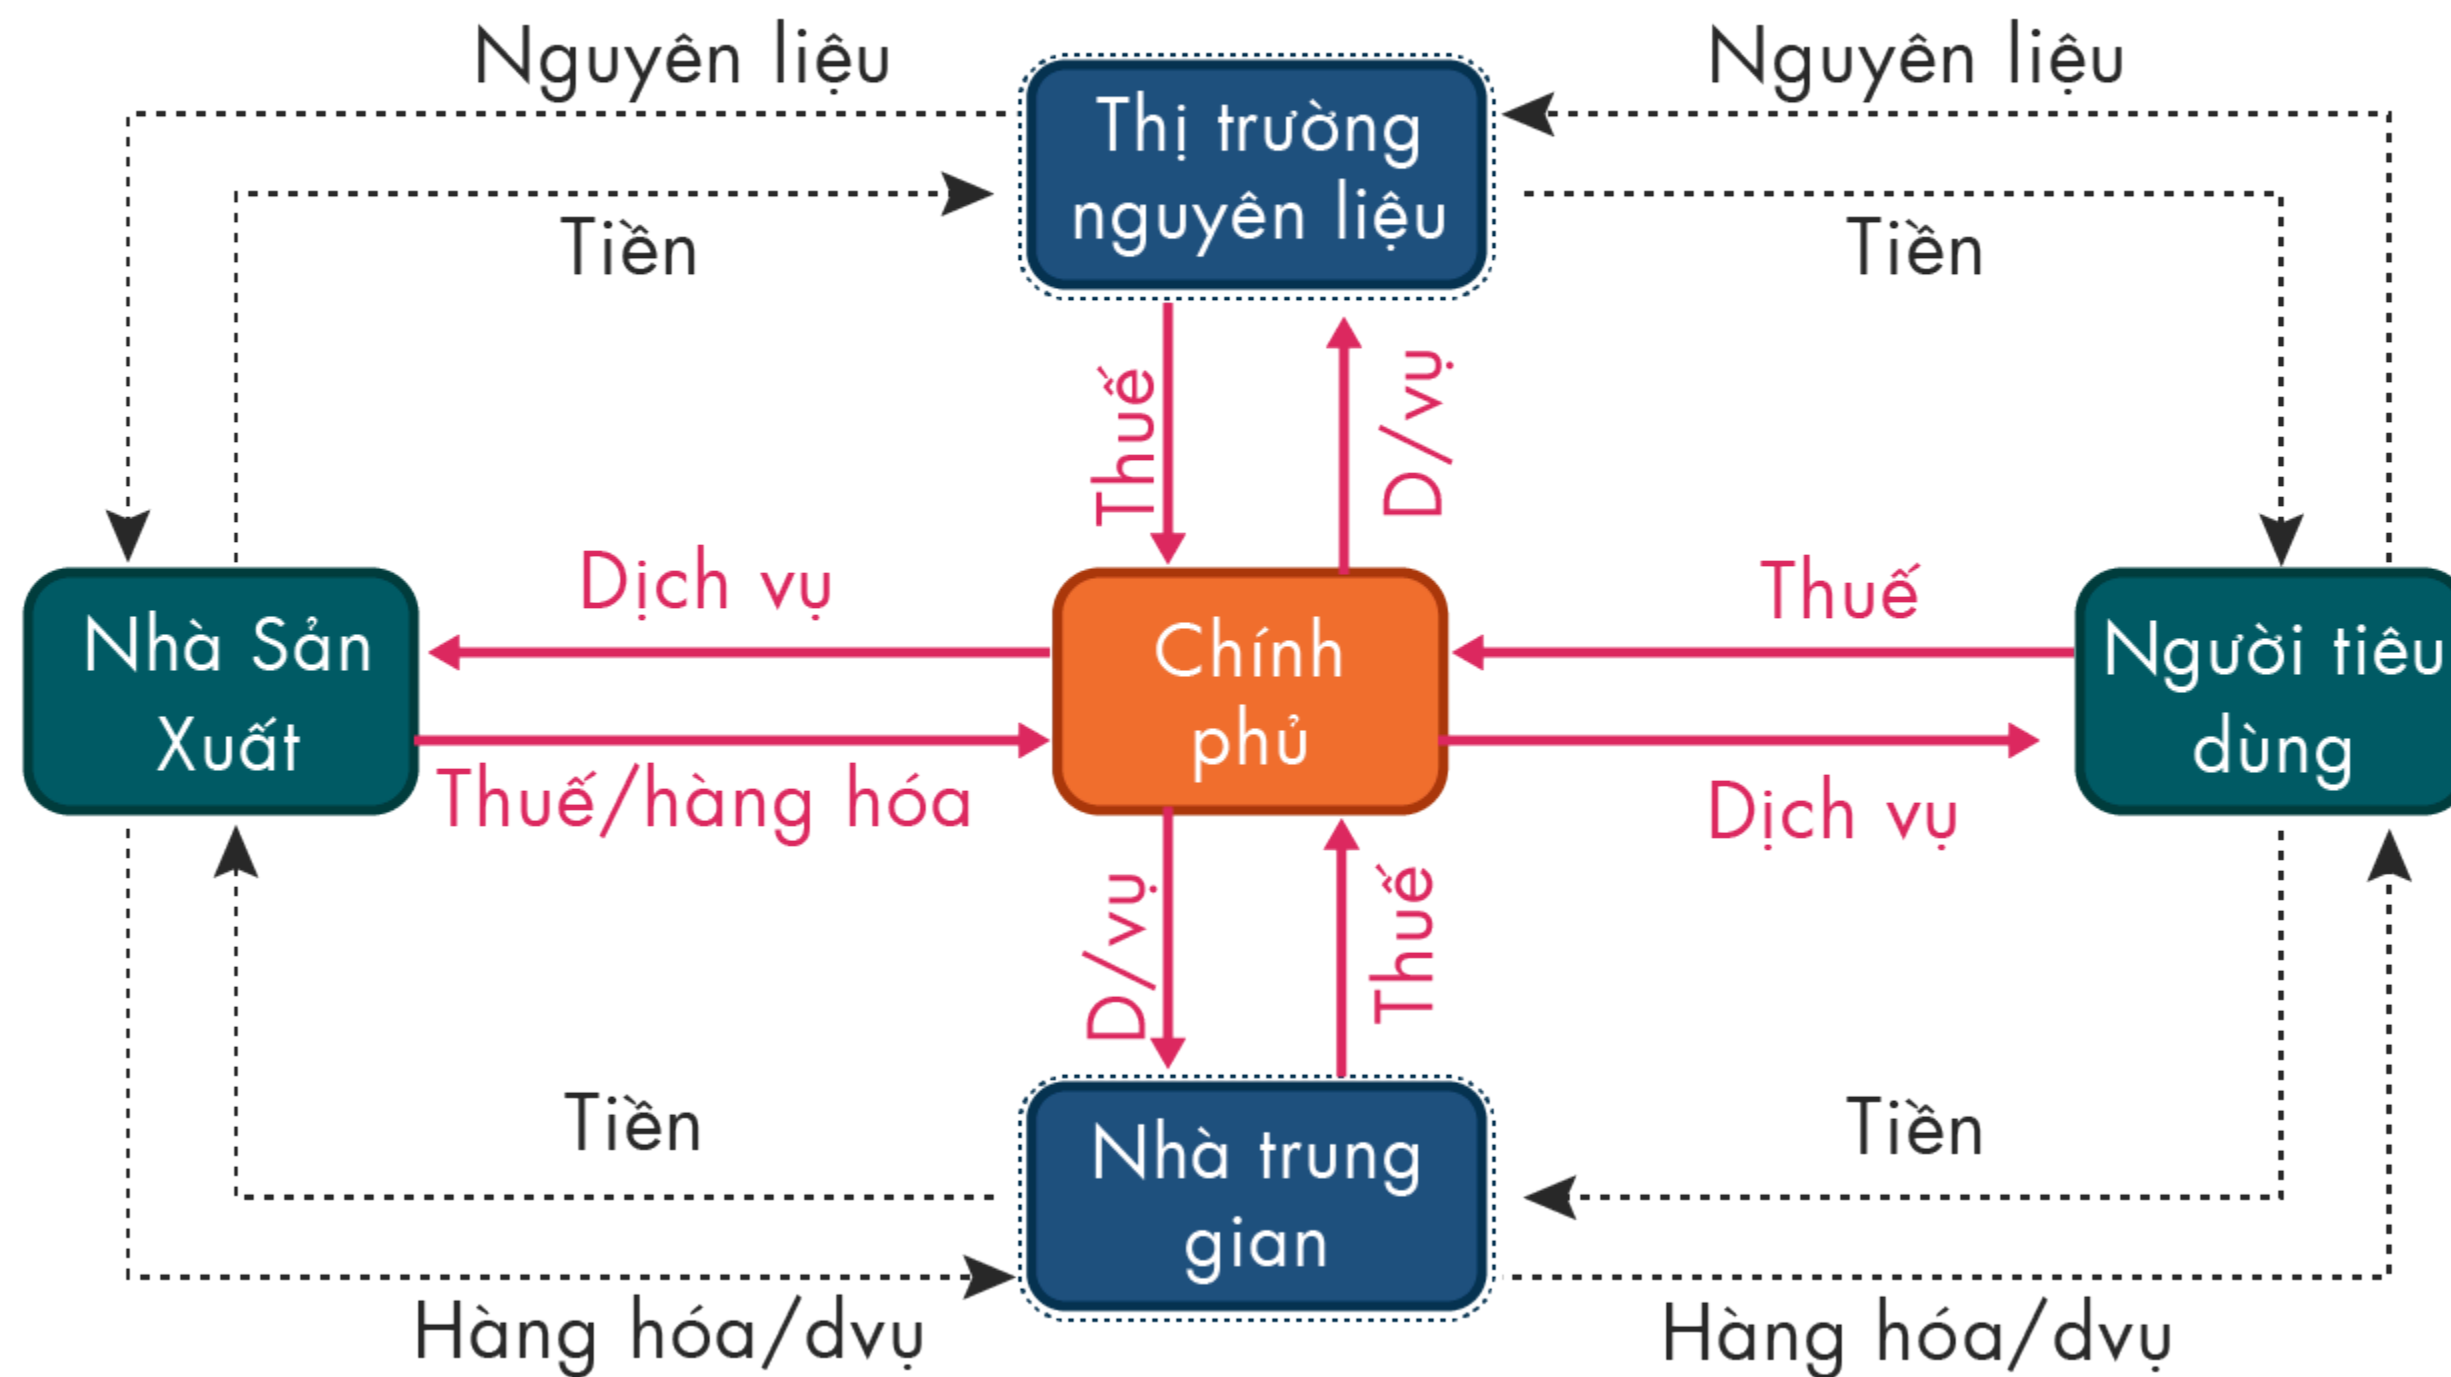 Nguyên liệu
Nguyên liệu
Thị trường
nguyên liệu
Tiền
Tiền
Thuế
D/vụ
Dịch vụ
Thuế
Nhà Sản
Xuất
Chính
phủ
Người tiêu
dùng
Thuế/hàng hóa
Dịch vụ
D/vụ
Thuế
Tiền
Tiền
Nhà trung
gian
Hàng hóa/dvụ
Hàng hóa/dvụ